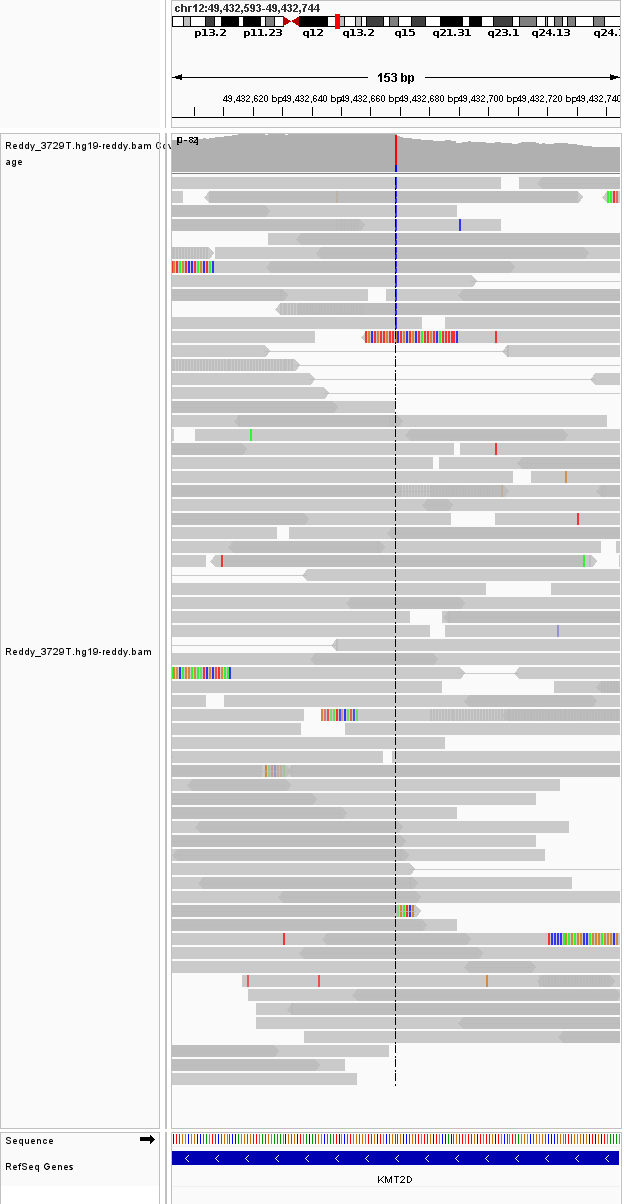 chr12:49,432,593-49,432,744
p13.2 p11.23 q12 q13.2 q15 q21.31 q23.1 q24.13 q24.
153 bp
49,432,620 bp 49,432,640 bp 49,432,660 bp 49,432,680 bp 49,432,700 bp 49,432,720 bp 49,432,740
Reddy_3729T.hg19-reddy.bam Cov
age
[0-82]
Reddy_3729T.hg19-reddy.bam
Sequence
RefSeq Genes
KMT2D